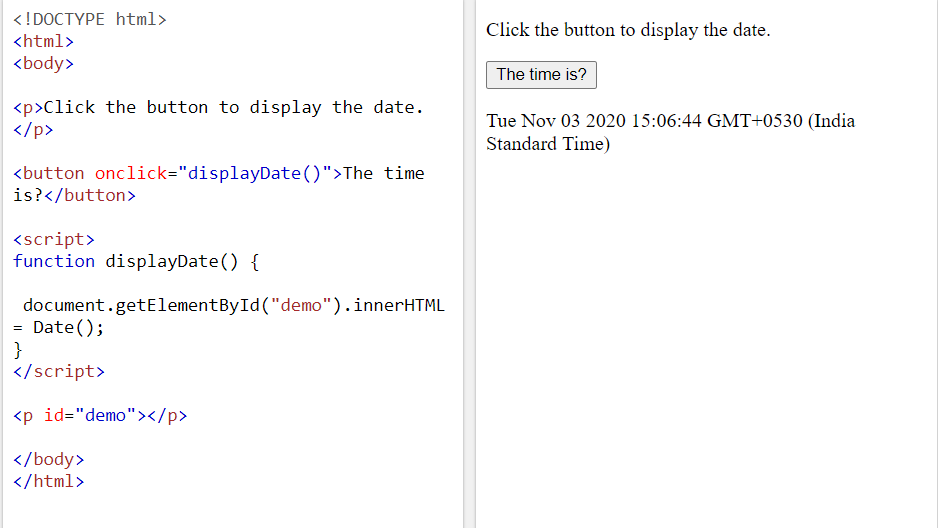 <!DOCTYPE html>
<html>
<body>
<p>Click the button to display the date.
</p>
<button onclick="displayDate()">The time
is?</button>
<script>
function displayDate() {
document.getElementById("demo").innerHTML
= Date();
}
</script>
<p id="demo"></p>
</body>
</html>
Click the button to display the date.
The time is?
Tue Nov 03 2020 15:06:44 GMT+0530 (India
Standard Time)